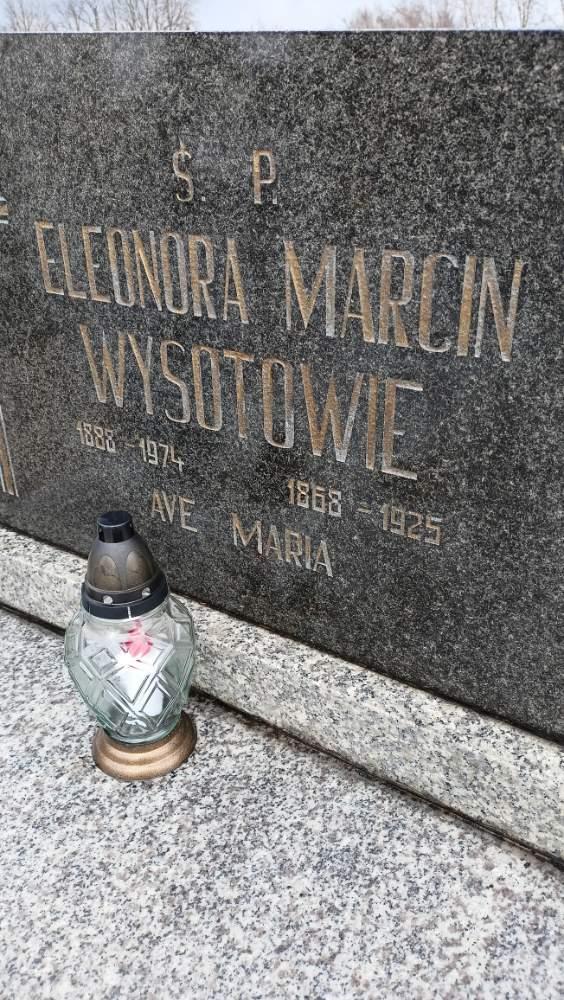 Ś. P.
ELEONORA MARCIN
WYSOTOWIE
1888 - 1974 1868 - 1925
AVE MARIA